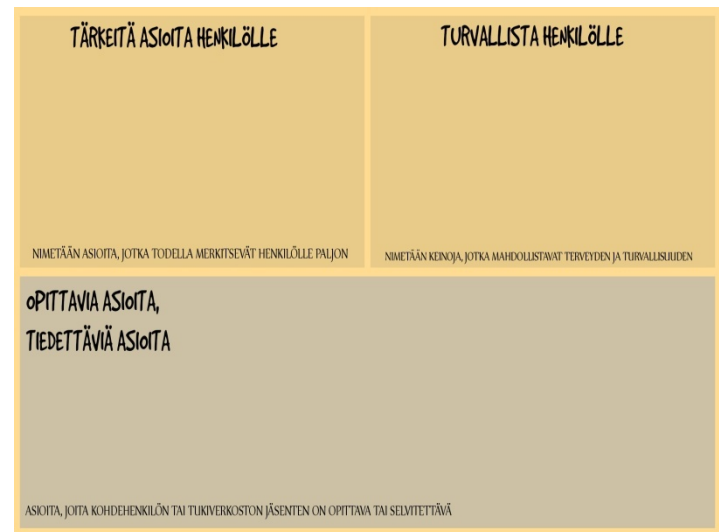 TÄRKEITÄ ASIOITA HENKILÖLLE
NIMETÄÄN ASIOITA, JOTKA TODELLA MERKITSEVÄT HENKILÖLLE PALJON
TURVALLISTA HENKILÖLLE
NIMETÄÄN KEINOJA, JOTKA MAHDOLLISTAVAT TERVEYDEN JA TURVALLISUUDEN
OPITTAVIA ASIOITA,
TIEDETTÄVIÄ ASIOITA
ASIOITA, JOITA KOHDEHENKILÖN TAI TUKIVERKOSTON JÄSENTEN ON OPITTAVA TAI SELVITETTÄVÄ